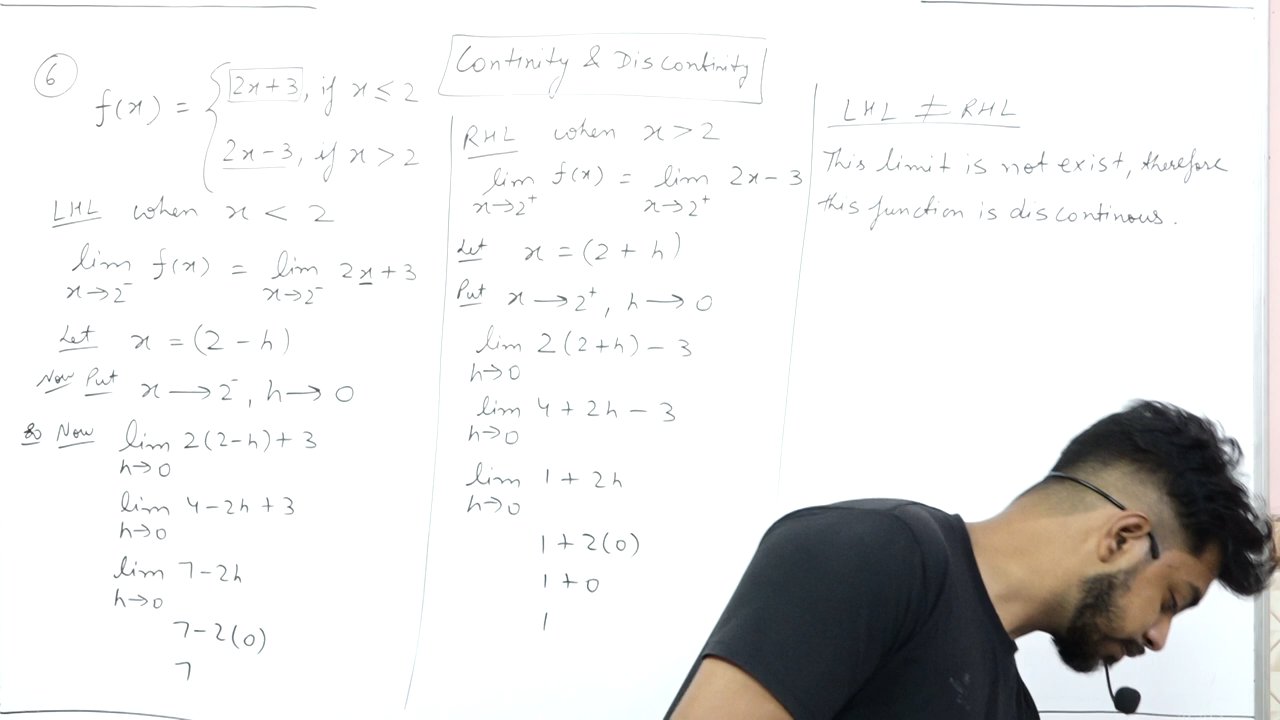 Continity & Discontinity
6
f(x) = { 2x+3, if x ≤ 2
2x-3, if x > 2
LHL when x < 2
lim x→2⁻ f(x) = lim x→2⁻ 2x+3
Let x = (2-h)
Now Put x → 2⁻, h → 0
So Now lim h→0 2(2-h)+3
lim h→0 4-2h+3
lim h→0 7-2h
7-2(0)
7
RHL when x > 2
lim x→2⁺ f(x) = lim x→2⁺ 2x-3
Let x = (2+h)
Put x → 2⁺, h → 0
lim h→0 2(2+h)-3
lim h→0 4+2h-3
lim h→0 1+2h
1+2(0)
1+0
1
LHL ≠ RHL
This limit is not exist, therefore
this function is discontinous.